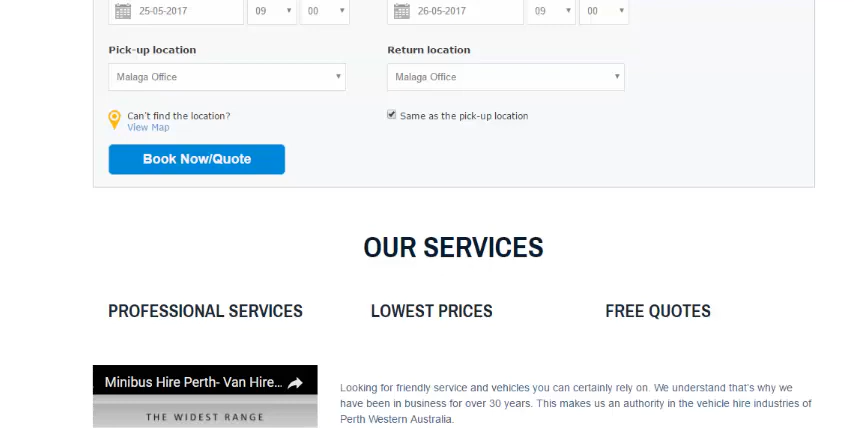 25-05-2017 09 00 26-05-2017 09 00
Pick-up location Return location
Malaga Office Malaga Office
Can't find the location? Same as the pick-up location
View Map
Book Now/Quote
OUR SERVICES
PROFESSIONAL SERVICES LOWEST PRICES FREE QUOTES
Minibus Hire Perth- Van Hire...
THE WIDEST RANGE
Looking for friendly service and vehicles you can certainly rely on. We understand that's why we
have been in business for over 30 years. This makes us an authority in the vehicle hire industries of
Perth Western Australia.